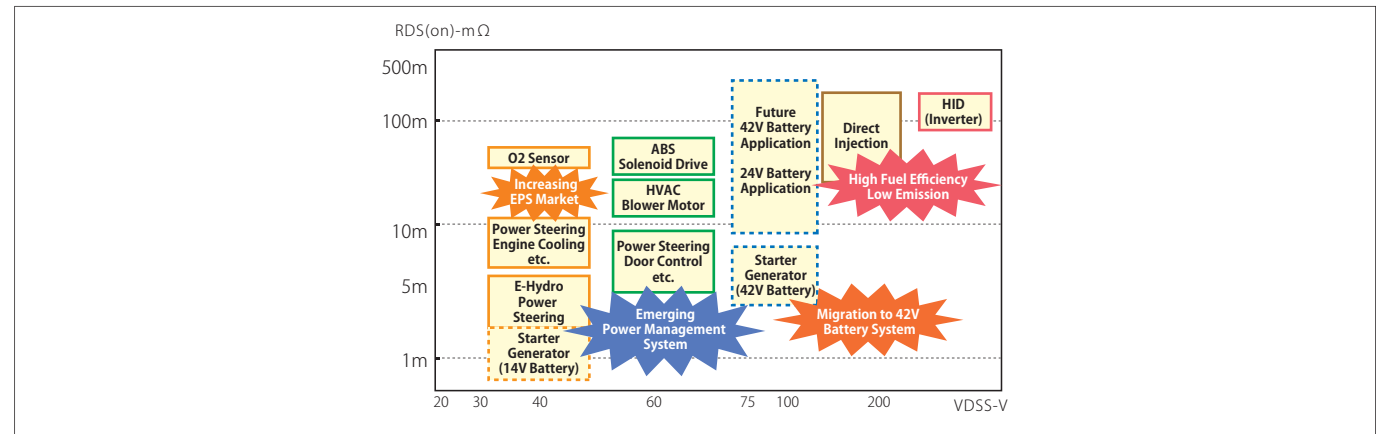 RDS(on)-mΩ
500m
100m
10m
5m
1m
O2 Sensor
Increasing
EPS Market
Power Steering
Engine Cooling
etc.
E-Hydro
Power
Steering
Starter
Generator
(14V Battery)
ABS
Solenoid Drive
HVAC
Blower Motor
Power Steering
Door Control
etc.
Emerging
Power Management
System
Future
42V Battery
Application
24V Battery
Application
Starter
Generator
(42V Battery)
Direct
Injection
HID
(Inverter)
High Fuel Efficiency
Low Emission
Migration to 42V
Battery System
20 30 40 60 75 100 200 VDSS-V